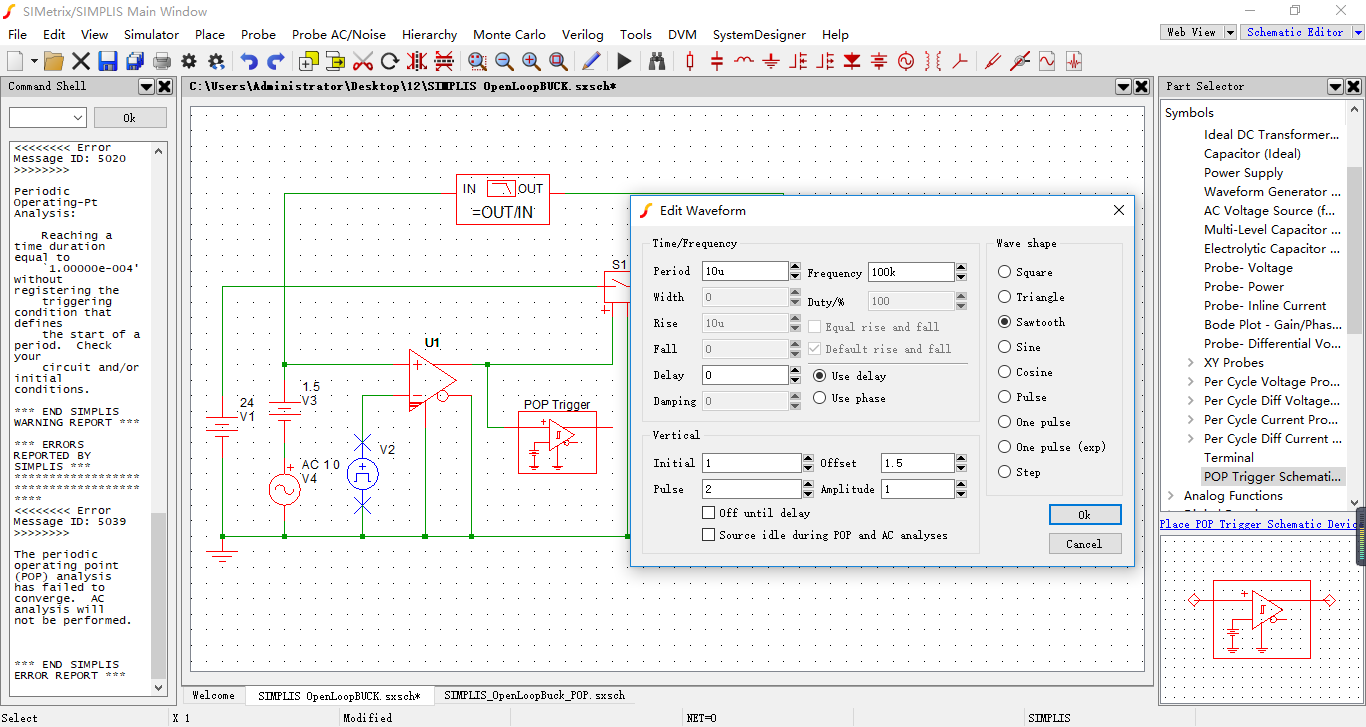 SIMetrix/SIMPLIS Main Window
File Edit View Simulator Place Probe Probe AC/Noise Hierarchy Monte Carlo Verilog Tools DVM SystemDesigner Help
Web View Schematic Editor
Command Shell
Ok
<<<<<<<< Error
Message ID: 5020
>>>>>>>>
Periodic
Operating-Pt
Analysis:
Reaching a
time duration
equal to
`1.00000e-004'
without
registering the
triggering
condition that
defines
the start of a
period. Check
your
circuit and/or
initial
conditions.
*** END SIMPLIS
WARNING REPORT ***
*** ERRORS
REPORTED BY
SIMPLIS ***
********************
********************
****
<<<<<<<< Error
Message ID: 5039
>>>>>>>>
The periodic
operating point
(POP) analysis
has failed to
converge. AC
analysis will
not be performed.
*** END SIMPLIS
ERROR REPORT ***
C:\Users\Administrator\Desktop\12\SIMPLIS OpenLoopBUCK.sxsch*
IN OUT
=OUT/IN
S1
U1
24
V1
1.5
V3
AC 1 0
V4
V2
POP Trigger
Edit Waveform
Time/Frequency
Period 10u Frequency 100k
Width 0 Duty/% 100
Rise 10u Equal rise and fall
Fall 0 Default rise and fall
Delay 0 Use delay
Damping 0 Use phase
Vertical
Initial 1 Offset 1.5
Pulse 2 Amplitude 1
Off until delay
Source idle during POP and AC analyses
Wave shape
Square
Triangle
Sawtooth
Sine
Cosine
Pulse
One pulse
One pulse (exp)
Step
Ok
Cancel
Part Selector
Symbols
Ideal DC Transformer...
Capacitor (Ideal)
Power Supply
Waveform Generator ...
AC Voltage Source (f...
Multi-Level Capacitor ...
Electrolytic Capacitor ...
Probe- Voltage
Probe- Power
Probe- Inline Current
Bode Plot - Gain/Phas...
Probe- Differential Vo...
XY Probes
Per Cycle Voltage Pro...
Per Cycle Diff Voltage...
Per Cycle Current Pro...
Per Cycle Diff Current ...
Terminal
POP Trigger Schemati...
Analog Functions
Place POP Trigger Schematic Devic
Welcome SIMPLIS OpenLoopBUCK.sxsch* SIMPLIS_OpenLoopBuck_POP.sxsch
Select X 1 Modified NET=0 SIMPLIS